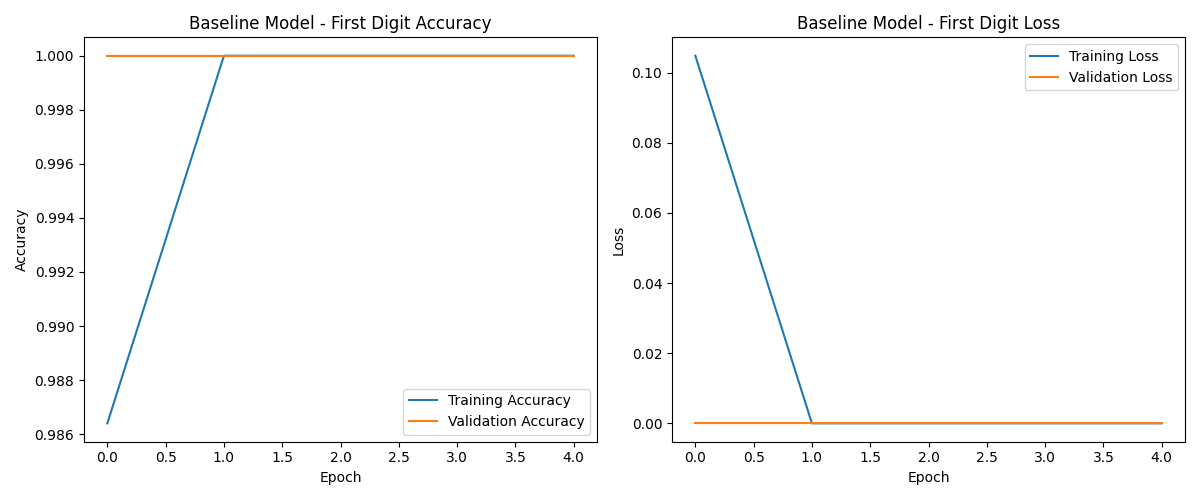 Baseline Model - First Digit Accuracy
1.000
0.998
0.996
0.994
0.992
0.990
0.988
0.986
Accuracy
Training Accuracy
Validation Accuracy
0.0 0.5 1.0 1.5 2.0 2.5 3.0 3.5 4.0
Epoch
Baseline Model - First Digit Loss
Training Loss
Validation Loss
0.10
0.08
0.06
0.04
0.02
0.00
Loss
0.0 0.5 1.0 1.5 2.0 2.5 3.0 3.5 4.0
Epoch